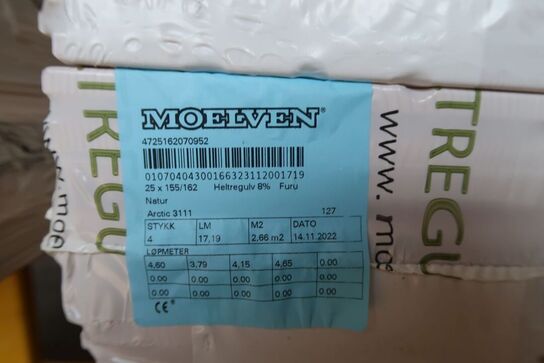 MOELVEN®
4725162070952
01070404300166323112001719
25 x 155/162 Heltregulv 8% Furu
Natur
Arctic 3111 127
STYKK LM M2 DATO
4 17,19 2,66 m2 14.11.2022
LØPMETER
4,60 3,79 4,15 4,65 0.00
0.00 0.00 0.00 0.00 0.00
0.00 0.00 0.00 0.00 0.00
CE
TREGU
www.moe
TREGU
www.mo